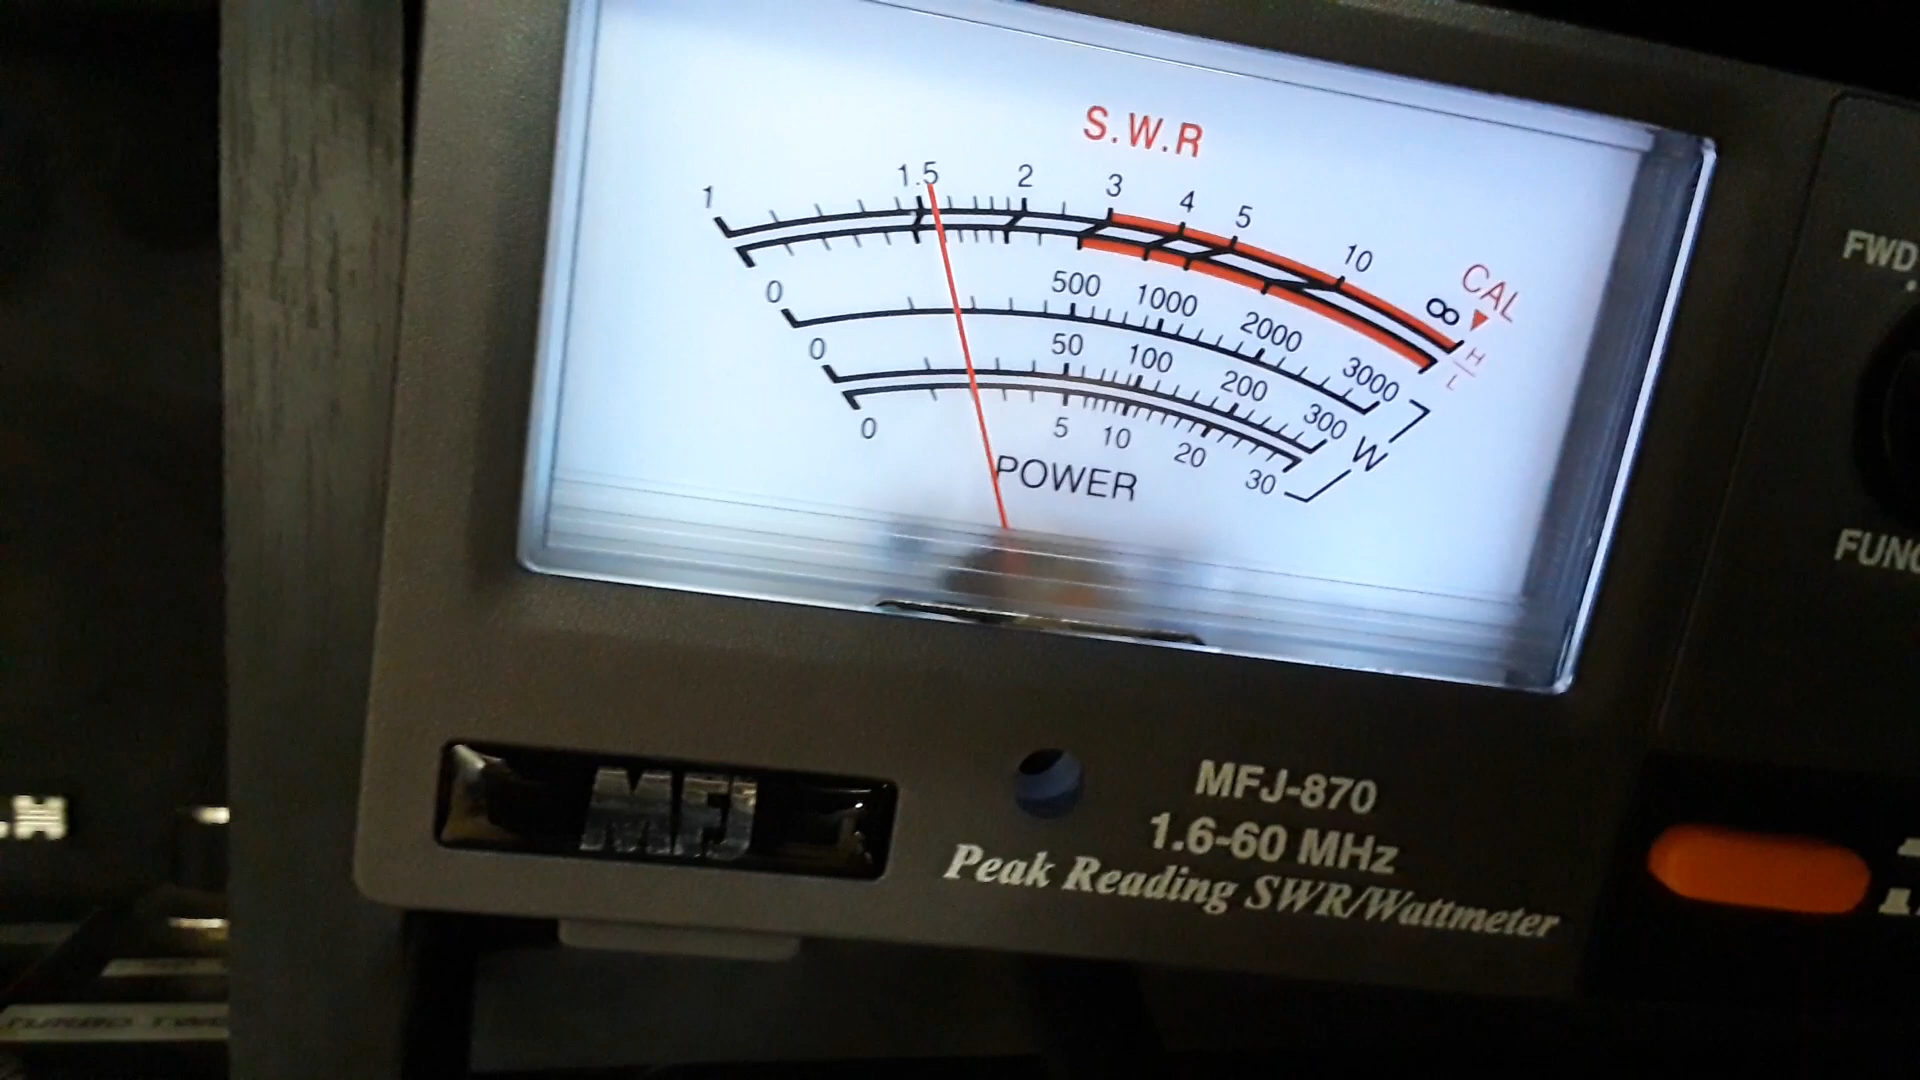 S.W.R
1 1.5 2 3 4 5 10 ∞ CAL
H
L
0 500 1000 2000 3000
0 50 100 200 300 W
0 5 10 20 30
POWER
FWD
FUNC
MFJ
MFJ-870
1.6-60 MHz
Peak Reading SWR/Wattmeter